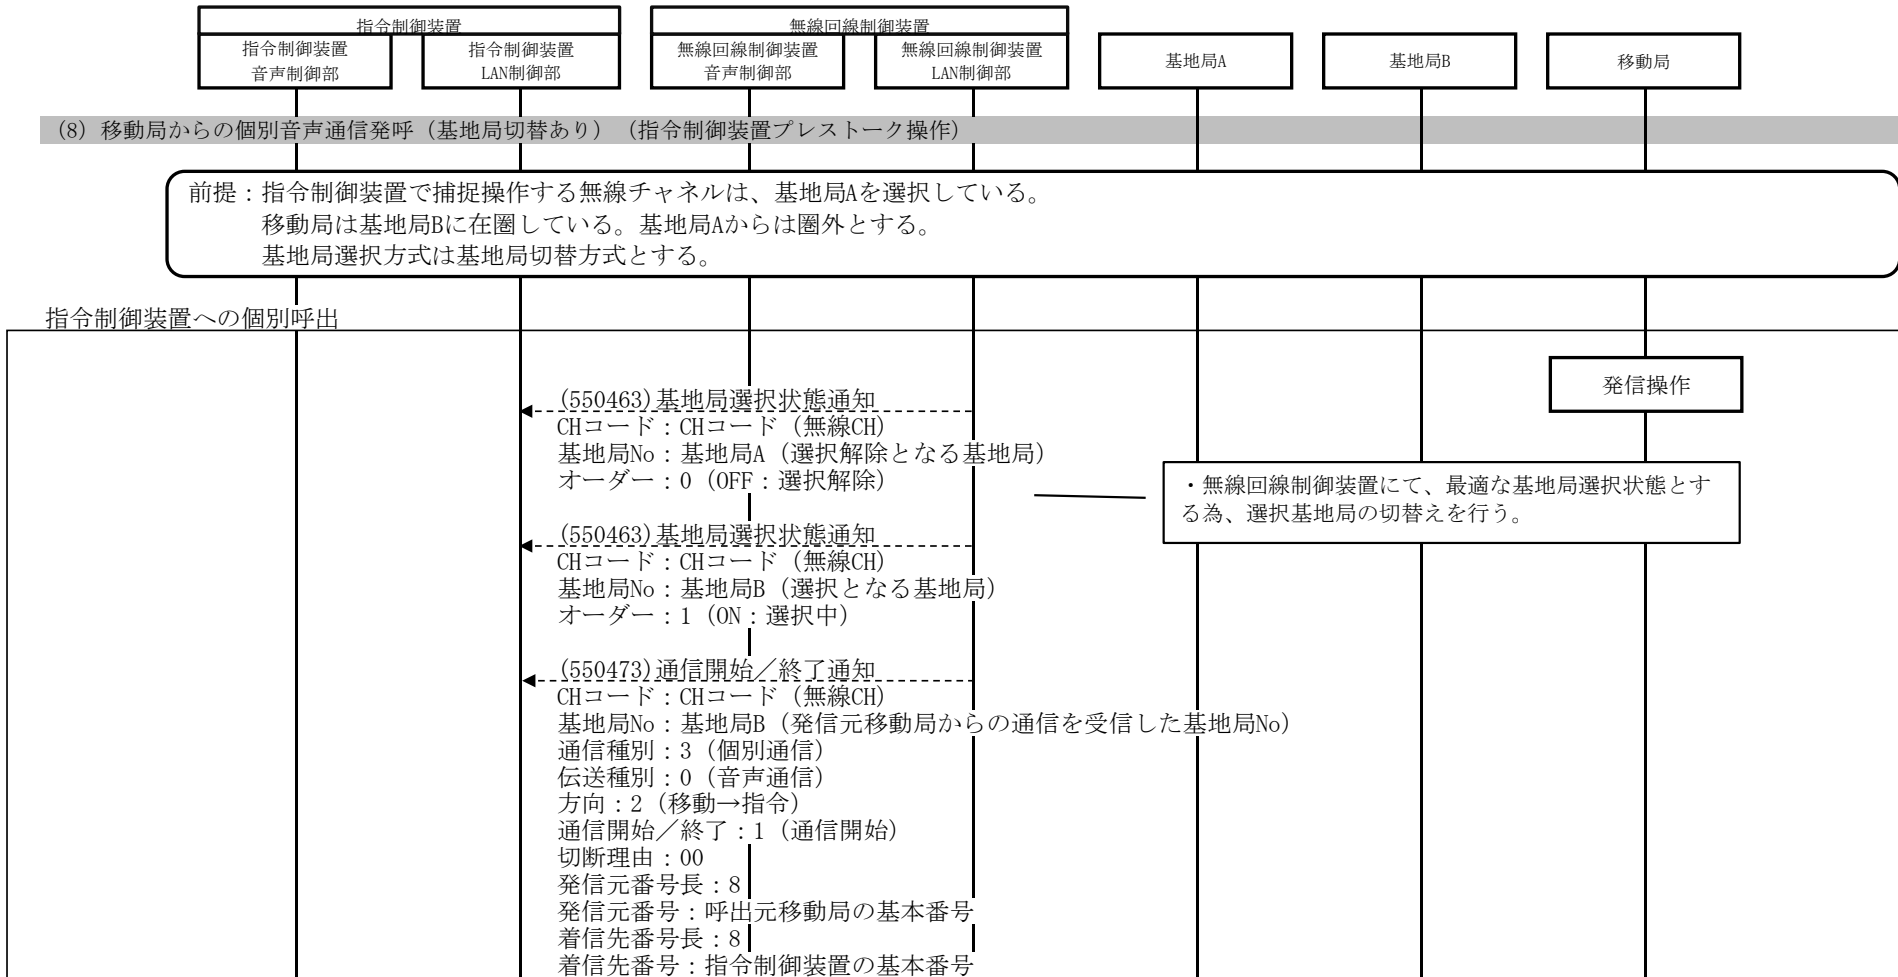 指令制御装置
無線回線制御装置
指令制御装置
音声制御部
指令制御装置
LAN制御部
無線回線制御装置
音声制御部
無線回線制御装置
LAN制御部
基地局A
基地局B
移動局
(8) 移動局からの個別音声通信発呼（基地局切替あり）（指令制御装置プレストーク操作）
前提：指令制御装置で捕捉操作する無線チャネルは、基地局Aを選択している。
移動局は基地局Bに在圏している。基地局Aからは圏外とする。
基地局選択方式は基地局切替方式とする。
指令制御装置への個別呼出
発信操作
(550463)基地局選択状態通知
CHコード：CHコード（無線CH）
基地局No：基地局A（選択解除となる基地局）
オーダー：0（OFF：選択解除）
・無線回線制御装置にて、最適な基地局選択状態とす
る為、選択基地局の切替えを行う。
(550463)基地局選択状態通知
CHコード：CHコード（無線CH）
基地局No：基地局B（選択となる基地局）
オーダー：1（ON：選択中）
(550473)通信開始／終了通知
CHコード：CHコード（無線CH）
基地局No：基地局B（発信元移動局からの通信を受信した基地局No）
通信種別：3（個別通信）
伝送種別：0（音声通信）
方向：2（移動→指令）
通信開始／終了：1（通信開始）
切断理由：00
発信元番号長：8
発信元番号：呼出元移動局の基本番号
着信先番号長：8
着信先番号：指令制御装置の基本番号